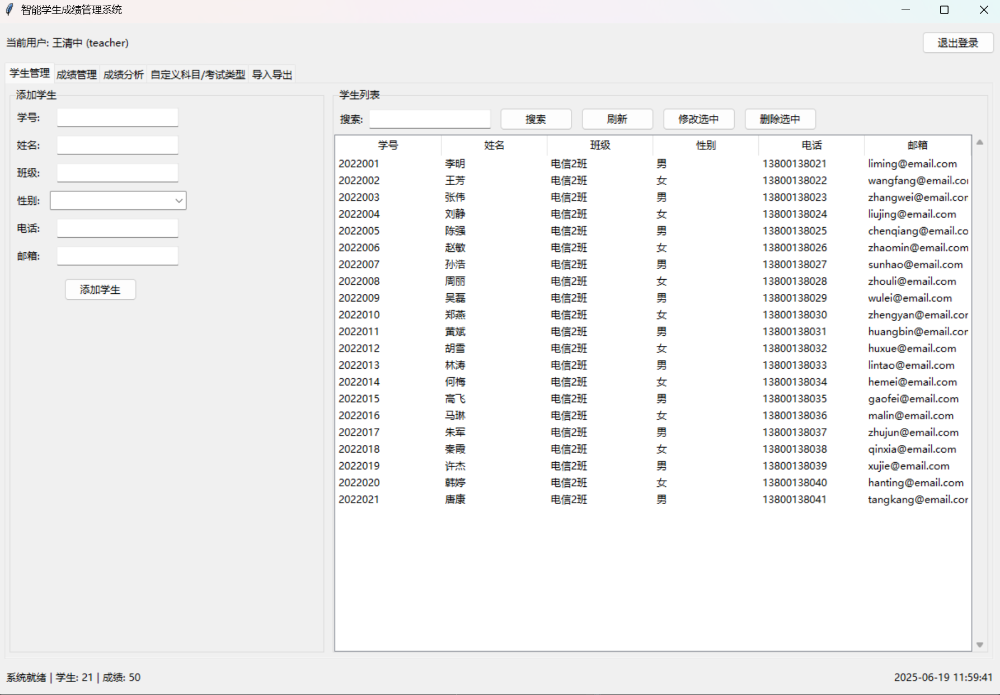 智能学生成绩管理系统
当前用户: 王清中 (teacher)
退出登录
学生管理 成绩管理 成绩分析 自定义科目/考试类型 导入导出
添加学生
学号:
姓名:
班级:
性别:
电话:
邮箱:
添加学生
学生列表
搜索: 搜索 刷新 修改选中 删除选中
学号 姓名 班级 性别 电话 邮箱
2022001 李明 电信2班 男 13800138021 liming@email.com
2022002 王芳 电信2班 女 13800138022 wangfang@email.co
2022003 张伟 电信2班 男 13800138023 zhangwei@email.co
2022004 刘静 电信2班 女 13800138024 liujing@email.com
2022005 陈强 电信2班 男 13800138025 chenqiang@email.co
2022006 赵敏 电信2班 女 13800138026 zhaomin@email.com
2022007 孙浩 电信2班 男 13800138027 sunhao@email.com
2022008 周丽 电信2班 女 13800138028 zhouli@email.com
2022009 吴磊 电信2班 男 13800138029 wulei@email.com
2022010 郑燕 电信2班 女 13800138030 zhengyan@email.co
2022011 黄斌 电信2班 男 13800138031 huangbin@email.co
2022012 胡雪 电信2班 女 13800138032 huxue@email.com
2022013 林涛 电信2班 男 13800138033 lintao@email.com
2022014 何梅 电信2班 女 13800138034 hemei@email.com
2022015 高飞 电信2班 男 13800138035 gaofei@email.com
2022016 马琳 电信2班 女 13800138036 malin@email.com
2022017 朱军 电信2班 男 13800138037 zhujun@email.com
2022018 秦霞 电信2班 女 13800138038 qinxia@email.com
2022019 许杰 电信2班 男 13800138039 xujie@email.com
2022020 韩婷 电信2班 女 13800138040 hanting@email.com
2022021 唐康 电信2班 男 13800138041 tangkang@email.co
系统就绪 | 学生: 21 | 成绩: 50
2025-06-19 11:59:41